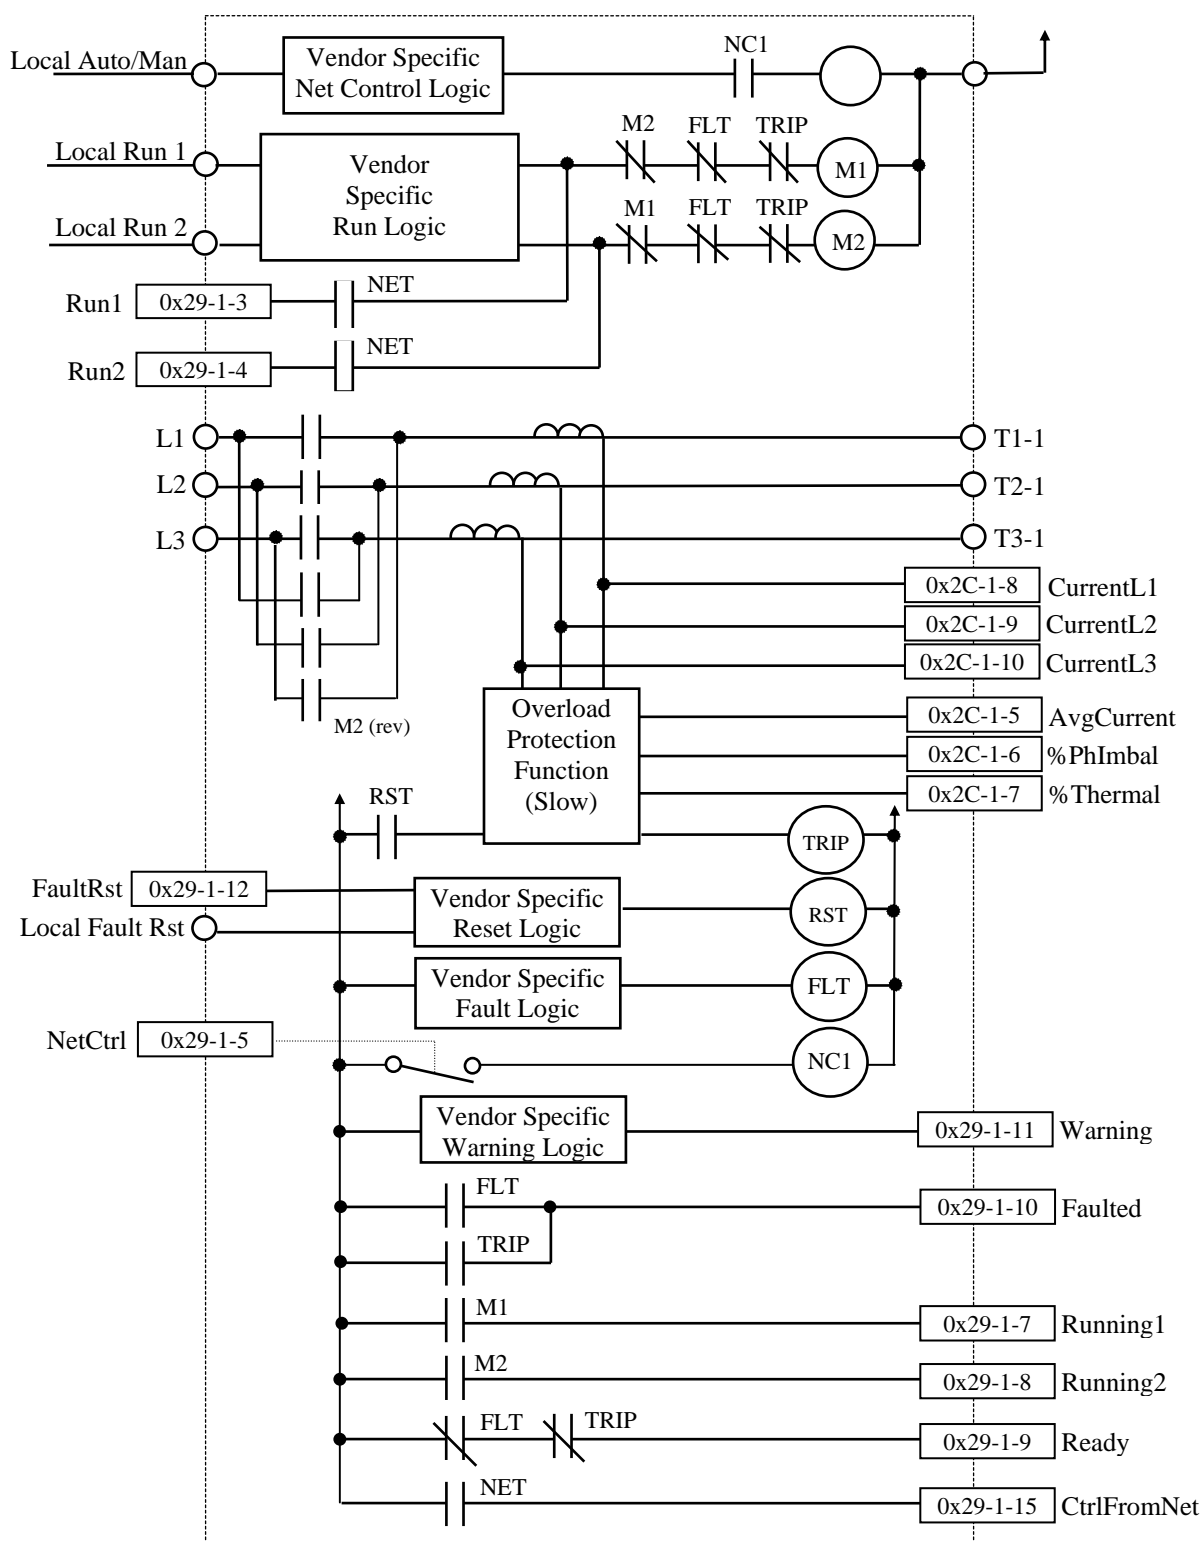 Local Auto/Man
Vendor Specific
Net Control Logic
NC1
Local Run 1
Local Run 2
Vendor
Specific
Run Logic
M2
FLT
TRIP
M1
M1
FLT
TRIP
M2
Run1
0x29-1-3
NET
Run2
0x29-1-4
NET
L1
T1-1
L2
T2-1
L3
T3-1
0x2C-1-8
CurrentL1
0x2C-1-9
CurrentL2
0x2C-1-10
CurrentL3
M2 (rev)
Overload
Protection
Function
(Slow)
0x2C-1-5
AvgCurrent
0x2C-1-6
%PhImbal
0x2C-1-7
%Thermal
RST
TRIP
FaultRst
0x29-1-12
Local Fault Rst
Vendor Specific
Reset Logic
RST
Vendor Specific
Fault Logic
FLT
NetCtrl
0x29-1-5
NC1
Vendor Specific
Warning Logic
0x29-1-11
Warning
FLT
0x29-1-10
Faulted
TRIP
M1
0x29-1-7
Running1
M2
0x29-1-8
Running2
FLT
TRIP
0x29-1-9
Ready
NET
0x29-1-15
CtrlFromNet